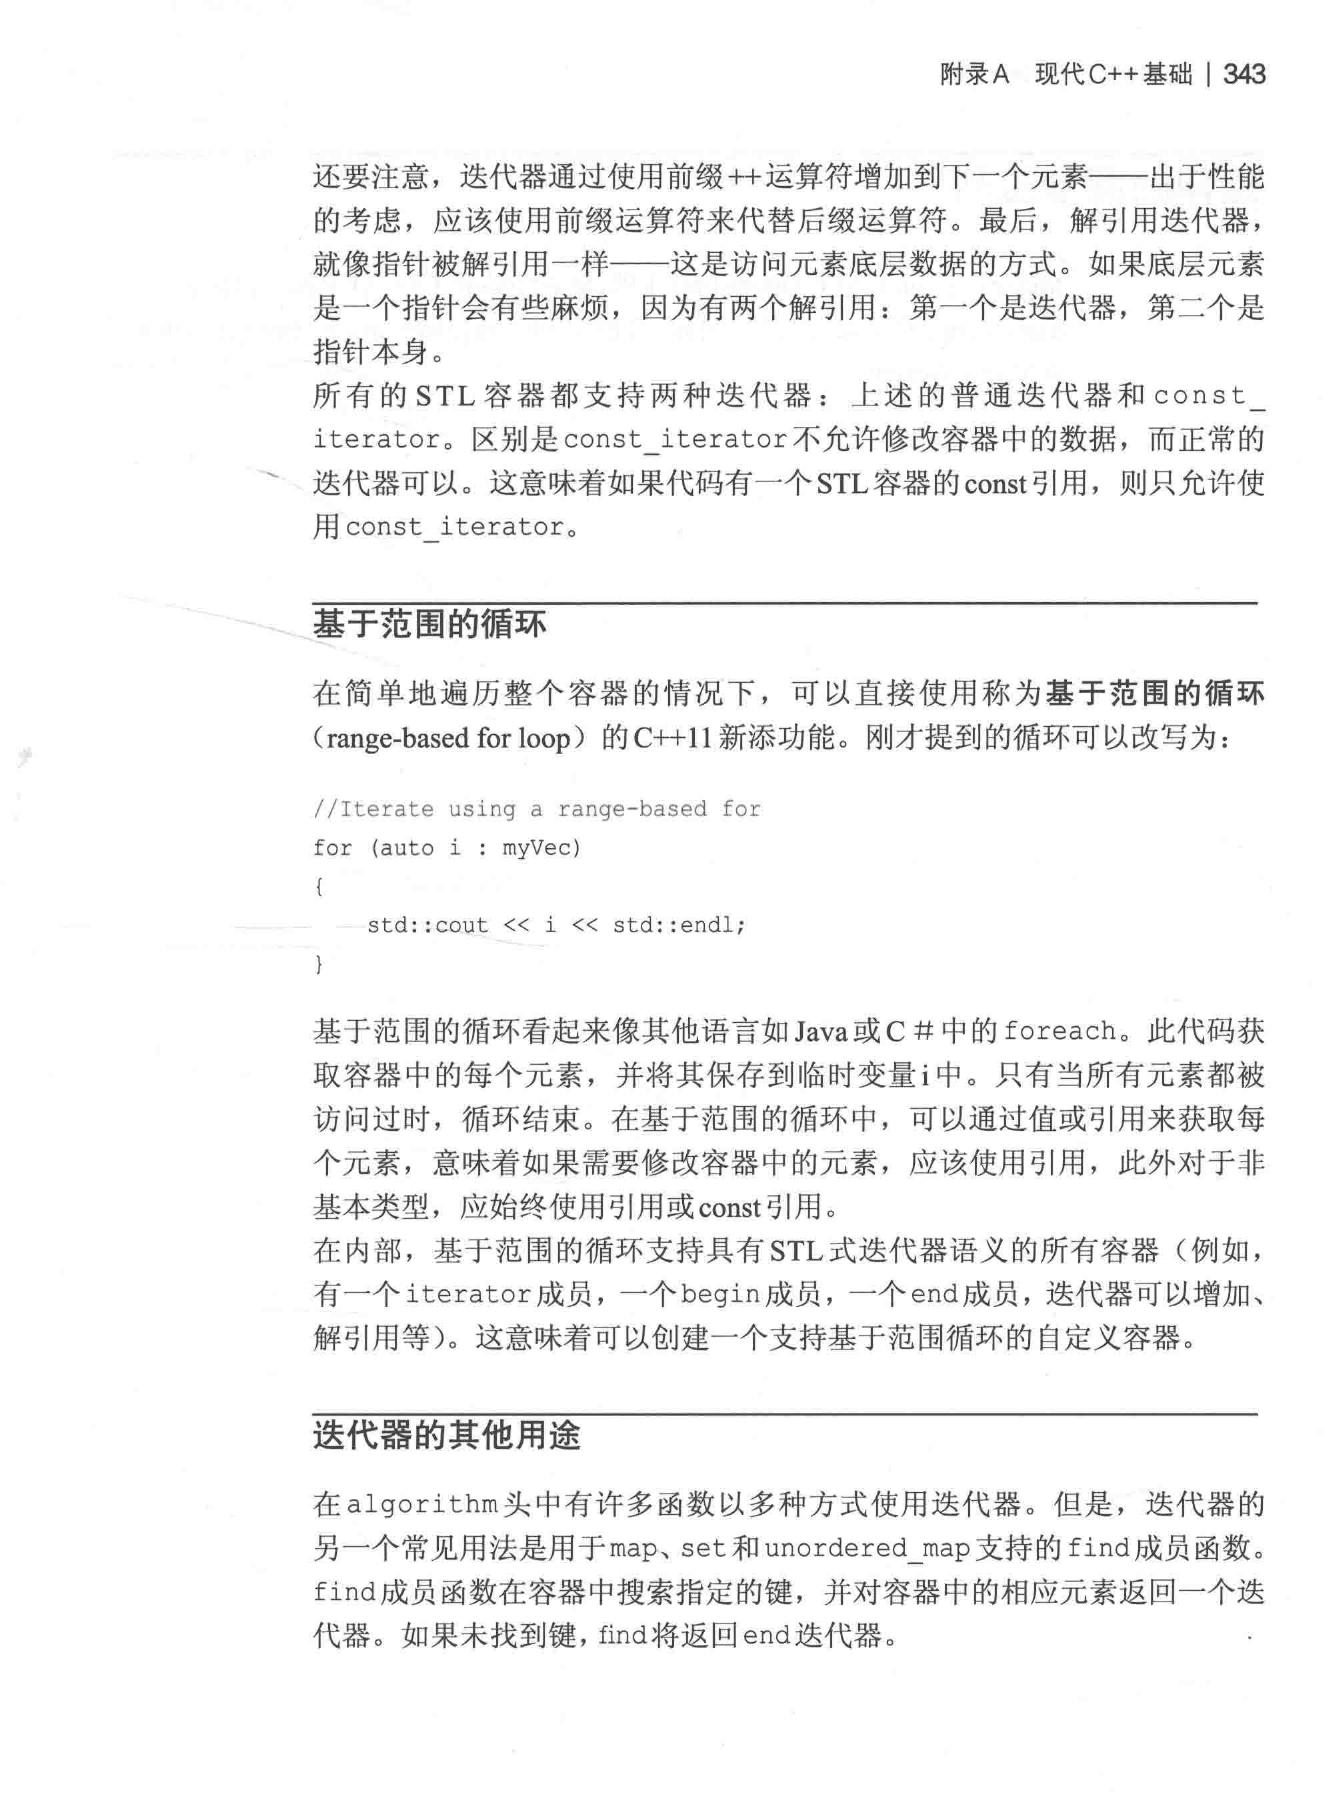 附录A 现代C++基础 | 343
还要注意，迭代器通过使用前缀++运算符增加到下一个元素——出于性能
的考虑，应该使用前缀运算符来代替后缀运算符。最后，解引用迭代器，
就像指针被解引用一样——这是访问元素底层数据的方式。如果底层元素
是一个指针会有些麻烦，因为有两个解引用：第一个是迭代器，第二个是
指针本身。
所有的STL容器都支持两种迭代器：上述的普通迭代器和const_
iterator。区别是const_iterator不允许修改容器中的数据，而正常的
迭代器可以。这意味着如果代码有一个STL容器的const引用，则只允许使
用const_iterator。
基于范围的循环
在简单地遍历整个容器的情况下，可以直接使用称为基于范围的循环
（range-based for loop）的C++11新添功能。刚才提到的循环可以改写为：
//Iterate using a range-based for
for (auto i : myVec)
{
std::cout << i << std::endl;
}
基于范围的循环看起来像其他语言如Java或C＃中的foreach。此代码获
取容器中的每个元素，并将其保存到临时变量i中。只有当所有元素都被
访问过时，循环结束。在基于范围的循环中，可以通过值或引用来获取每
个元素，意味着如果需要修改容器中的元素，应该使用引用，此外对于非
基本类型，应始终使用引用或const引用。
在内部，基于范围的循环支持具有STL式迭代器语义的所有容器（例如，
有一个iterator成员，一个begin成员，一个end成员，迭代器可以增加、
解引用等）。这意味着可以创建一个支持基于范围循环的自定义容器。
迭代器的其他用途
在algorithm头中有许多函数以多种方式使用迭代器。但是，迭代器的
另一个常见用法是用于map、set和unordered_map支持的find成员函数。
find成员函数在容器中搜索指定的键，并对容器中的相应元素返回一个迭
代器。如果未找到键，find将返回end迭代器。